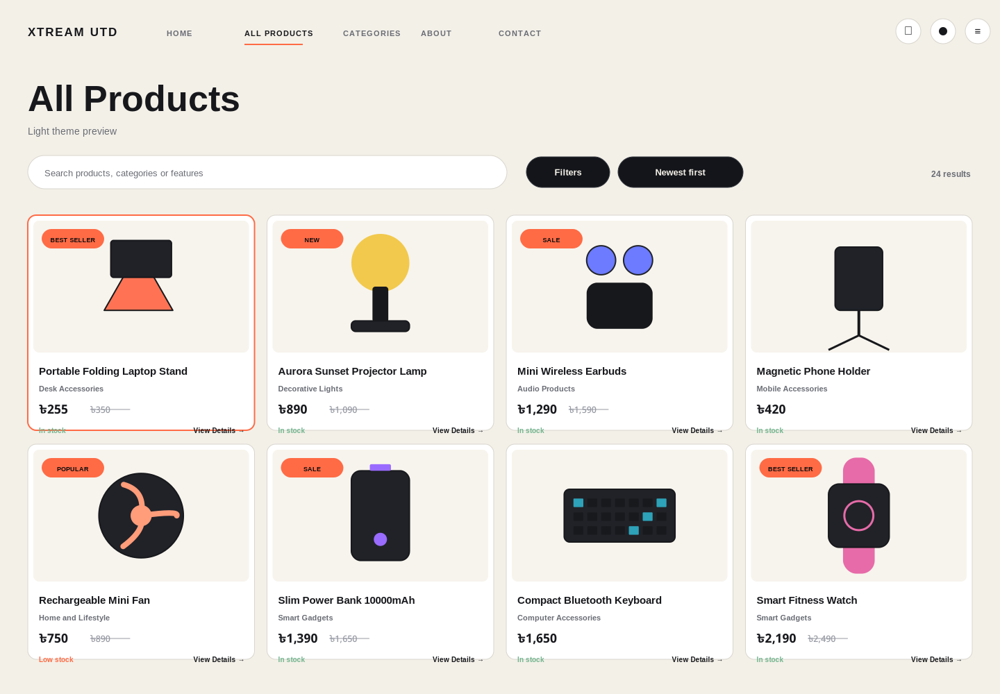 XTREAM UTD
HOME
ALL PRODUCTS
CATEGORIES
ABOUT
CONTACT
All Products
Light theme preview
Search products, categories or features
Filters
Newest first
24 results
BEST SELLER
Portable Folding Laptop Stand
Desk Accessories
৳255 ৳350
In stock View Details →
NEW
Aurora Sunset Projector Lamp
Decorative Lights
৳890 ৳1,090
In stock View Details →
SALE
Mini Wireless Earbuds
Audio Products
৳1,290 ৳1,590
In stock View Details →
Magnetic Phone Holder
Mobile Accessories
৳420
In stock View Details →
POPULAR
Rechargeable Mini Fan
Home and Lifestyle
৳750 ৳890
Low stock View Details →
SALE
Slim Power Bank 10000mAh
Smart Gadgets
৳1,390 ৳1,650
In stock View Details →
Compact Bluetooth Keyboard
Computer Accessories
৳1,650
In stock View Details →
BEST SELLER
Smart Fitness Watch
Smart Gadgets
৳2,190 ৳2,490
In stock View Details →